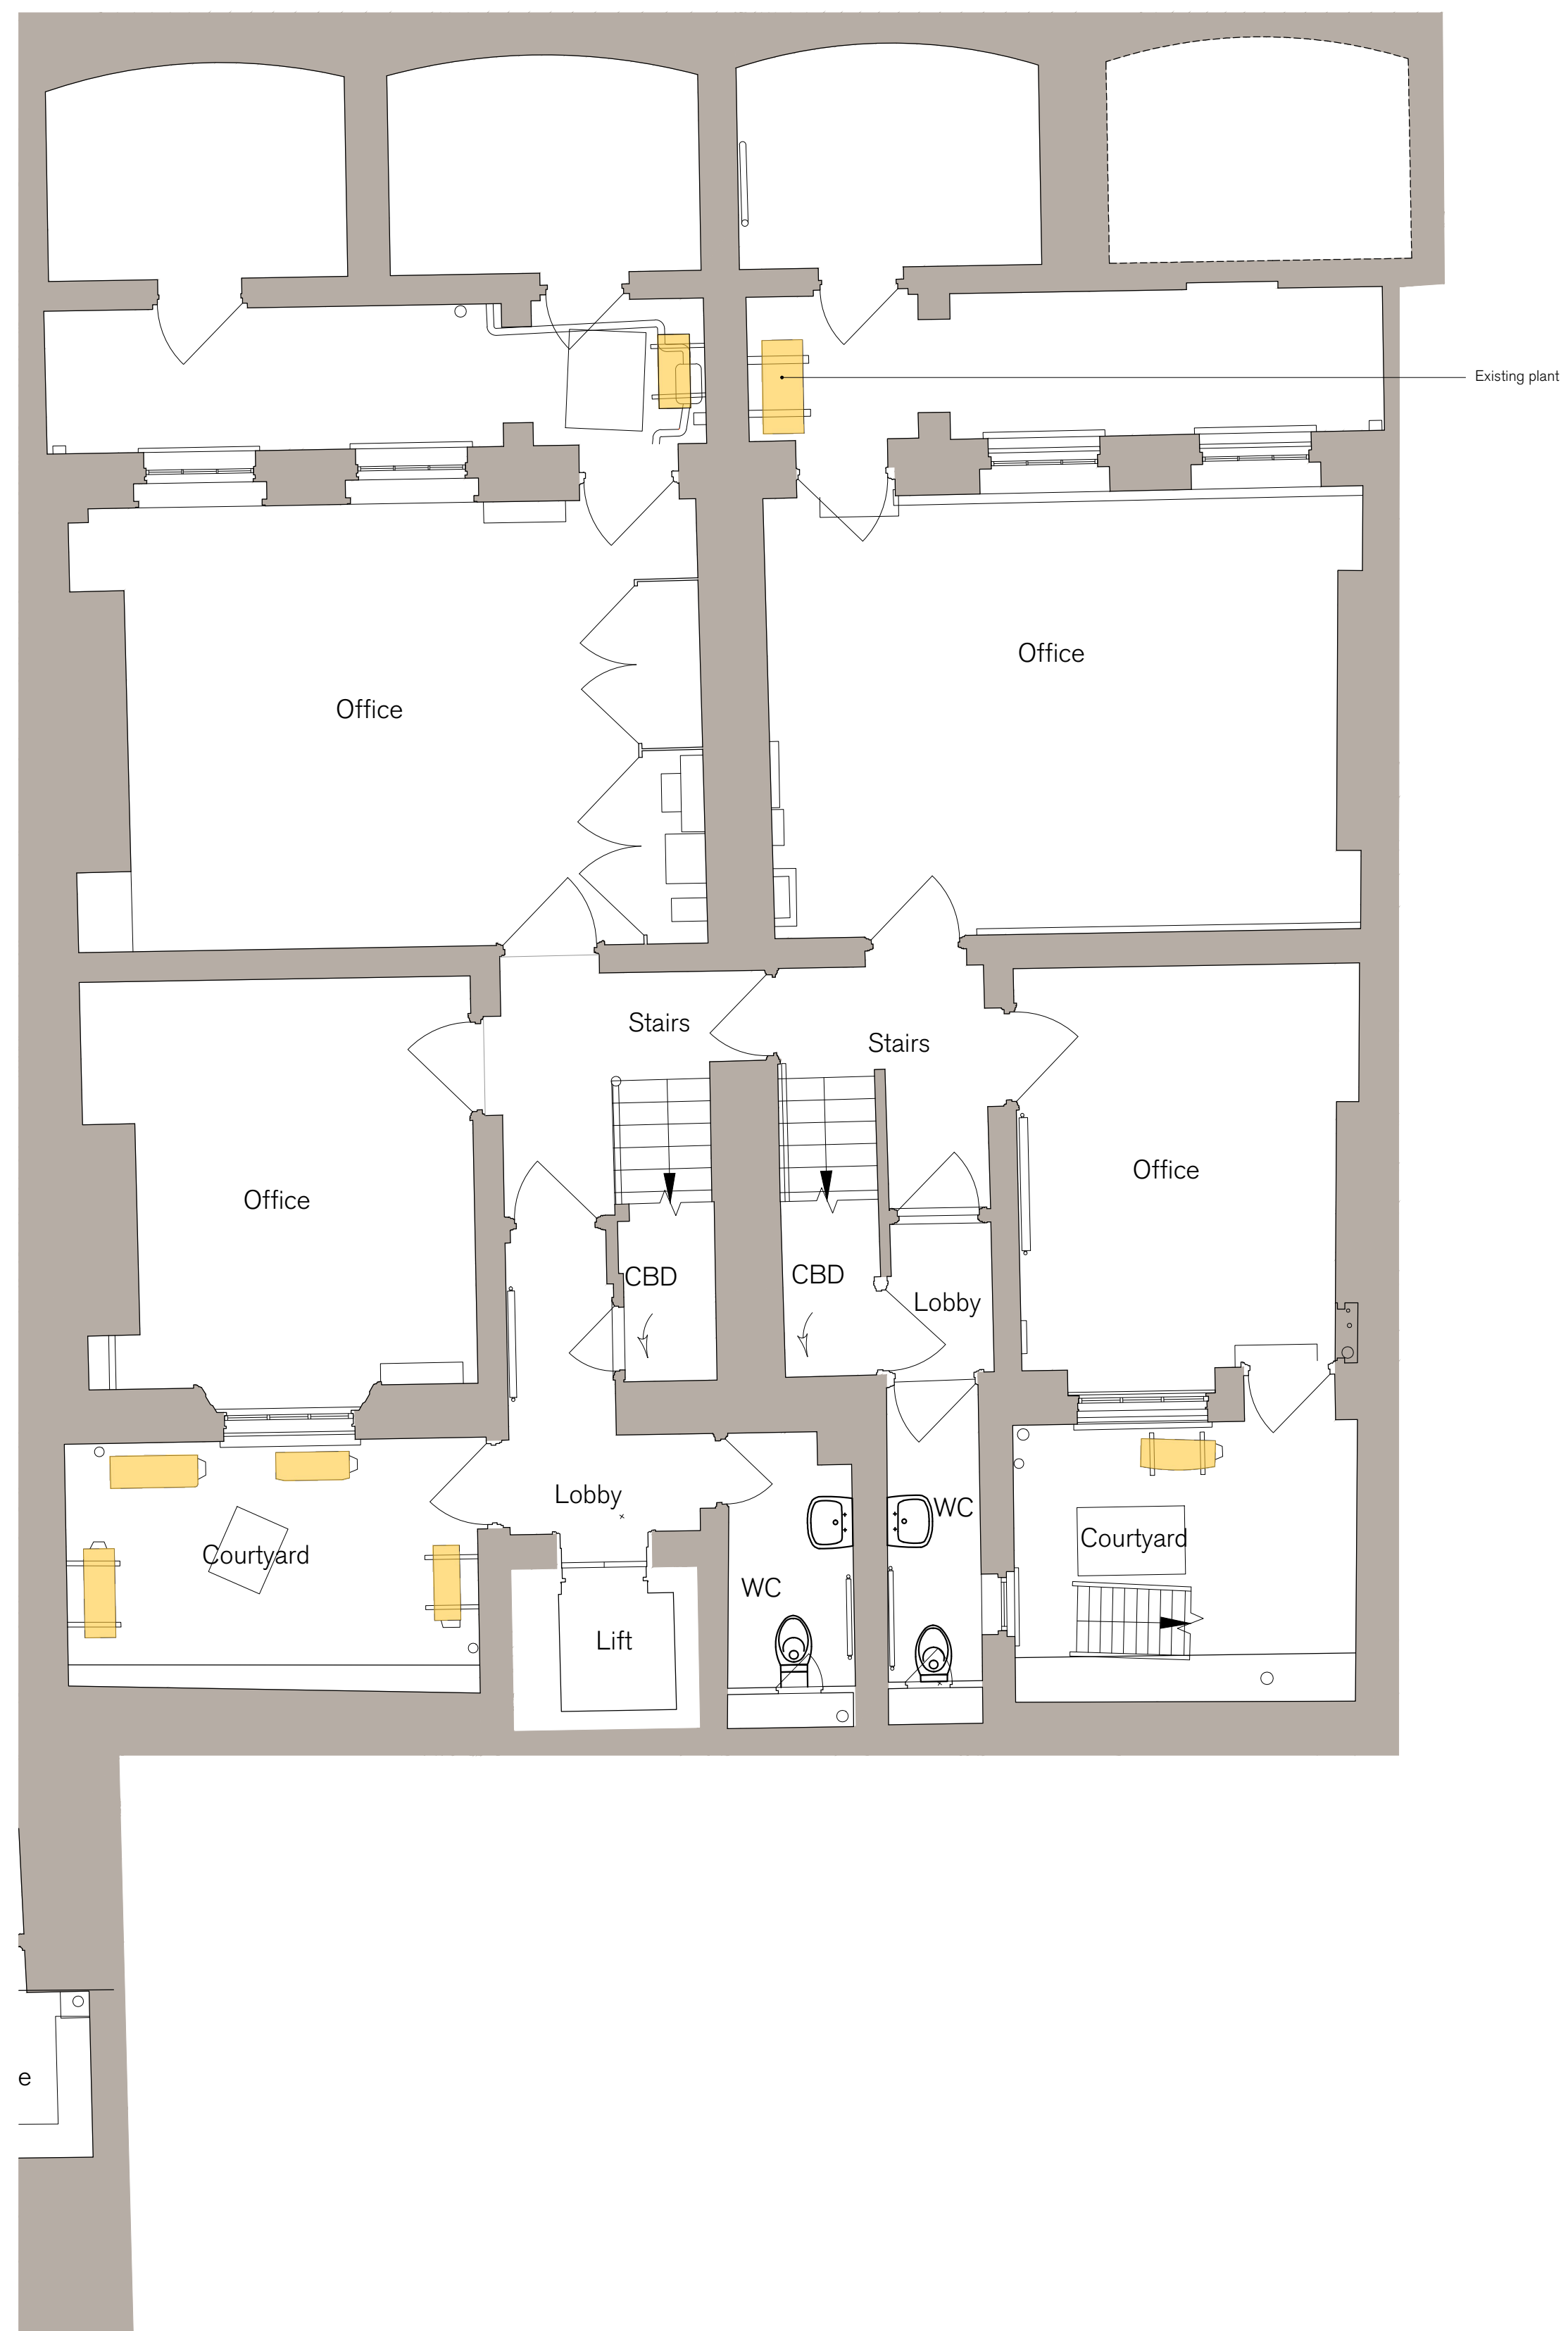 Existing plant
Office
Office
Stairs
Stairs
Office
Office
CBD
CBD
Lobby
Lobby
WC
Courtyard
Courtyard
WC
Lift
e